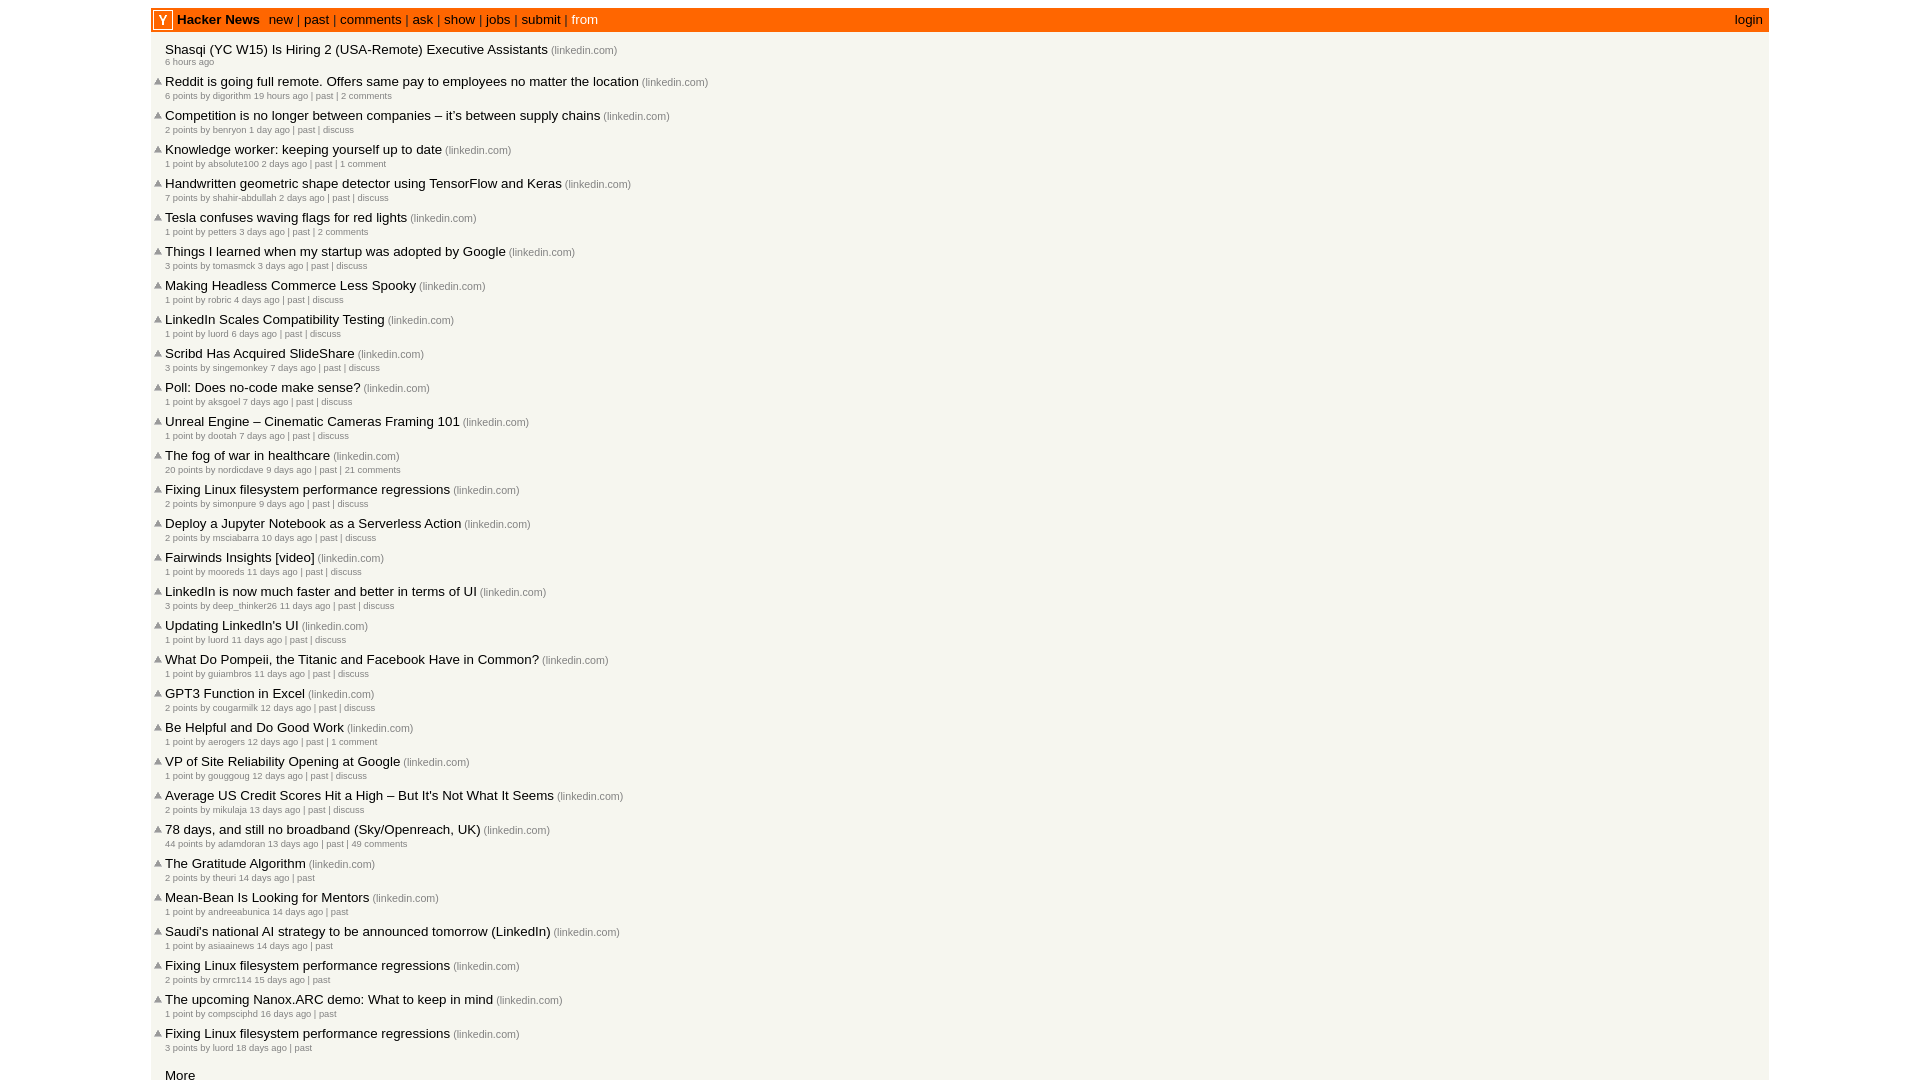 Y Hacker News new | past | comments | ask | show | jobs | submit | from login
Shasqi (YC W15) Is Hiring 2 (USA-Remote) Executive Assistants (linkedin.com)
6 hours ago
Reddit is going full remote. Offers same pay to employees no matter the location (linkedin.com)
6 points by digorithm 19 hours ago | past | 2 comments
Competition is no longer between companies – it's between supply chains (linkedin.com)
2 points by benryon 1 day ago | past | discuss
Knowledge worker: keeping yourself up to date (linkedin.com)
1 point by absolute100 2 days ago | past | 1 comment
Handwritten geometric shape detector using TensorFlow and Keras (linkedin.com)
7 points by shahir-abdullah 2 days ago | past | discuss
Tesla confuses waving flags for red lights (linkedin.com)
1 point by petters 3 days ago | past | 2 comments
Things I learned when my startup was adopted by Google (linkedin.com)
3 points by tomasmck 3 days ago | past | discuss
Making Headless Commerce Less Spooky (linkedin.com)
1 point by robric 4 days ago | past | discuss
LinkedIn Scales Compatibility Testing (linkedin.com)
1 point by luord 6 days ago | past | discuss
Scribd Has Acquired SlideShare (linkedin.com)
3 points by singemonkey 7 days ago | past | discuss
Poll: Does no-code make sense? (linkedin.com)
1 point by aksgoel 7 days ago | past | discuss
Unreal Engine – Cinematic Cameras Framing 101 (linkedin.com)
1 point by dootah 7 days ago | past | discuss
The fog of war in healthcare (linkedin.com)
20 points by nordicdave 9 days ago | past | 21 comments
Fixing Linux filesystem performance regressions (linkedin.com)
2 points by simonpure 9 days ago | past | discuss
Deploy a Jupyter Notebook as a Serverless Action (linkedin.com)
2 points by msciabarra 10 days ago | past | discuss
Fairwinds Insights [video] (linkedin.com)
1 point by mooreds 11 days ago | past | discuss
LinkedIn is now much faster and better in terms of UI (linkedin.com)
3 points by deep_thinker26 11 days ago | past | discuss
Updating LinkedIn's UI (linkedin.com)
1 point by luord 11 days ago | past | discuss
What Do Pompeii, the Titanic and Facebook Have in Common? (linkedin.com)
1 point by guiambros 11 days ago | past | discuss
GPT3 Function in Excel (linkedin.com)
2 points by cougarmilk 12 days ago | past | discuss
Be Helpful and Do Good Work (linkedin.com)
1 point by aerogers 12 days ago | past | 1 comment
VP of Site Reliability Opening at Google (linkedin.com)
1 point by gouggoug 12 days ago | past | discuss
Average US Credit Scores Hit a High – But It's Not What It Seems (linkedin.com)
2 points by mikulaja 13 days ago | past | discuss
78 days, and still no broadband (Sky/Openreach, UK) (linkedin.com)
44 points by adamdoran 13 days ago | past | 49 comments
The Gratitude Algorithm (linkedin.com)
2 points by theuri 14 days ago | past
Mean-Bean Is Looking for Mentors (linkedin.com)
1 point by andreeabunica 14 days ago | past
Saudi's national AI strategy to be announced tomorrow (LinkedIn) (linkedin.com)
1 point by asiaainews 14 days ago | past
Fixing Linux filesystem performance regressions (linkedin.com)
2 points by crmrc114 15 days ago | past
The upcoming Nanox.ARC demo: What to keep in mind (linkedin.com)
1 point by compsciphd 16 days ago | past
Fixing Linux filesystem performance regressions (linkedin.com)
3 points by luord 18 days ago | past
More